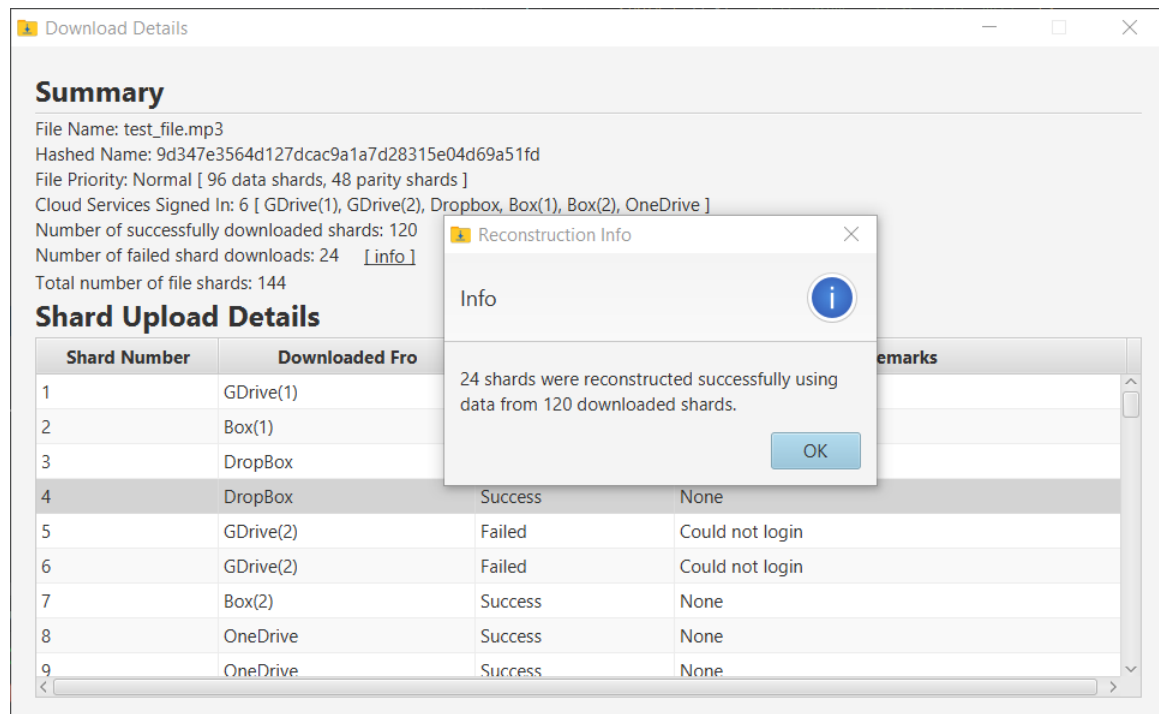 Download Details
Summary
File Name: test_file.mp3
Hashed Name: 9d347e3564d127dcac9a1a7d28315e04d69a51fd
File Priority: Normal [ 96 data shards, 48 parity shards ]
Cloud Services Signed In: 6 [ GDrive(1), GDrive(2), Dropbox, Box(1), Box(2), OneDrive ]
Number of successfully downloaded shards: 120
Number of failed shard downloads: 24 [ info ]
Total number of file shards: 144
Reconstruction Info
Info
i
24 shards were reconstructed successfully using
data from 120 downloaded shards.
OK
Shard Upload Details
Shard Number Downloaded Fro emarks
1 GDrive(1)
2 Box(1)
3 DropBox
4 DropBox Success None
5 GDrive(2) Failed Could not login
6 GDrive(2) Failed Could not login
7 Box(2) Success None
8 OneDrive Success None
9 OneDrive Success None